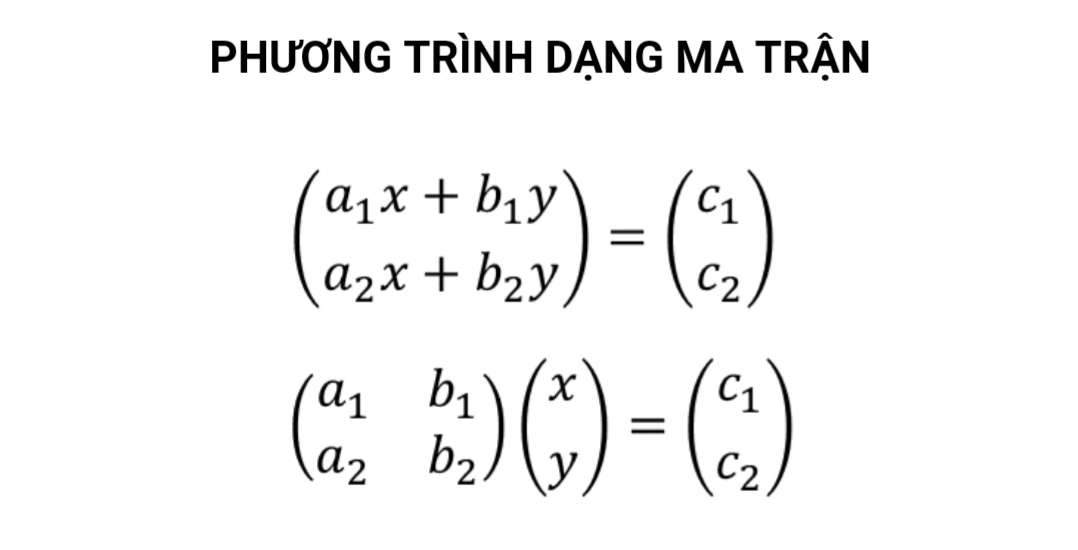 PHƯƠNG TRÌNH DẠNG MA TRẬN
(a₁x + b₁y) = (c₁)
(a₂x + b₂y) (c₂)
(a₁ b₁)(x) = (c₁)
(a₂ b₂)(y) (c₂)